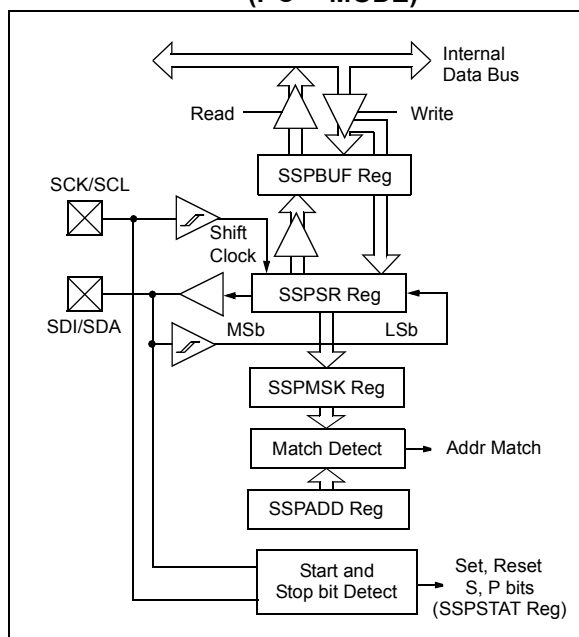 MODE)
Internal
Data Bus
Read
Write
SSPBUF Reg
SCK/SCL
Shift
Clock
SSPSR Reg
SDI/SDA
MSb
LSb
SSPMSK Reg
Match Detect
Addr Match
SSPADD Reg
Start and
Stop bit Detect
Set, Reset
S, P bits
(SSPSTAT Reg)